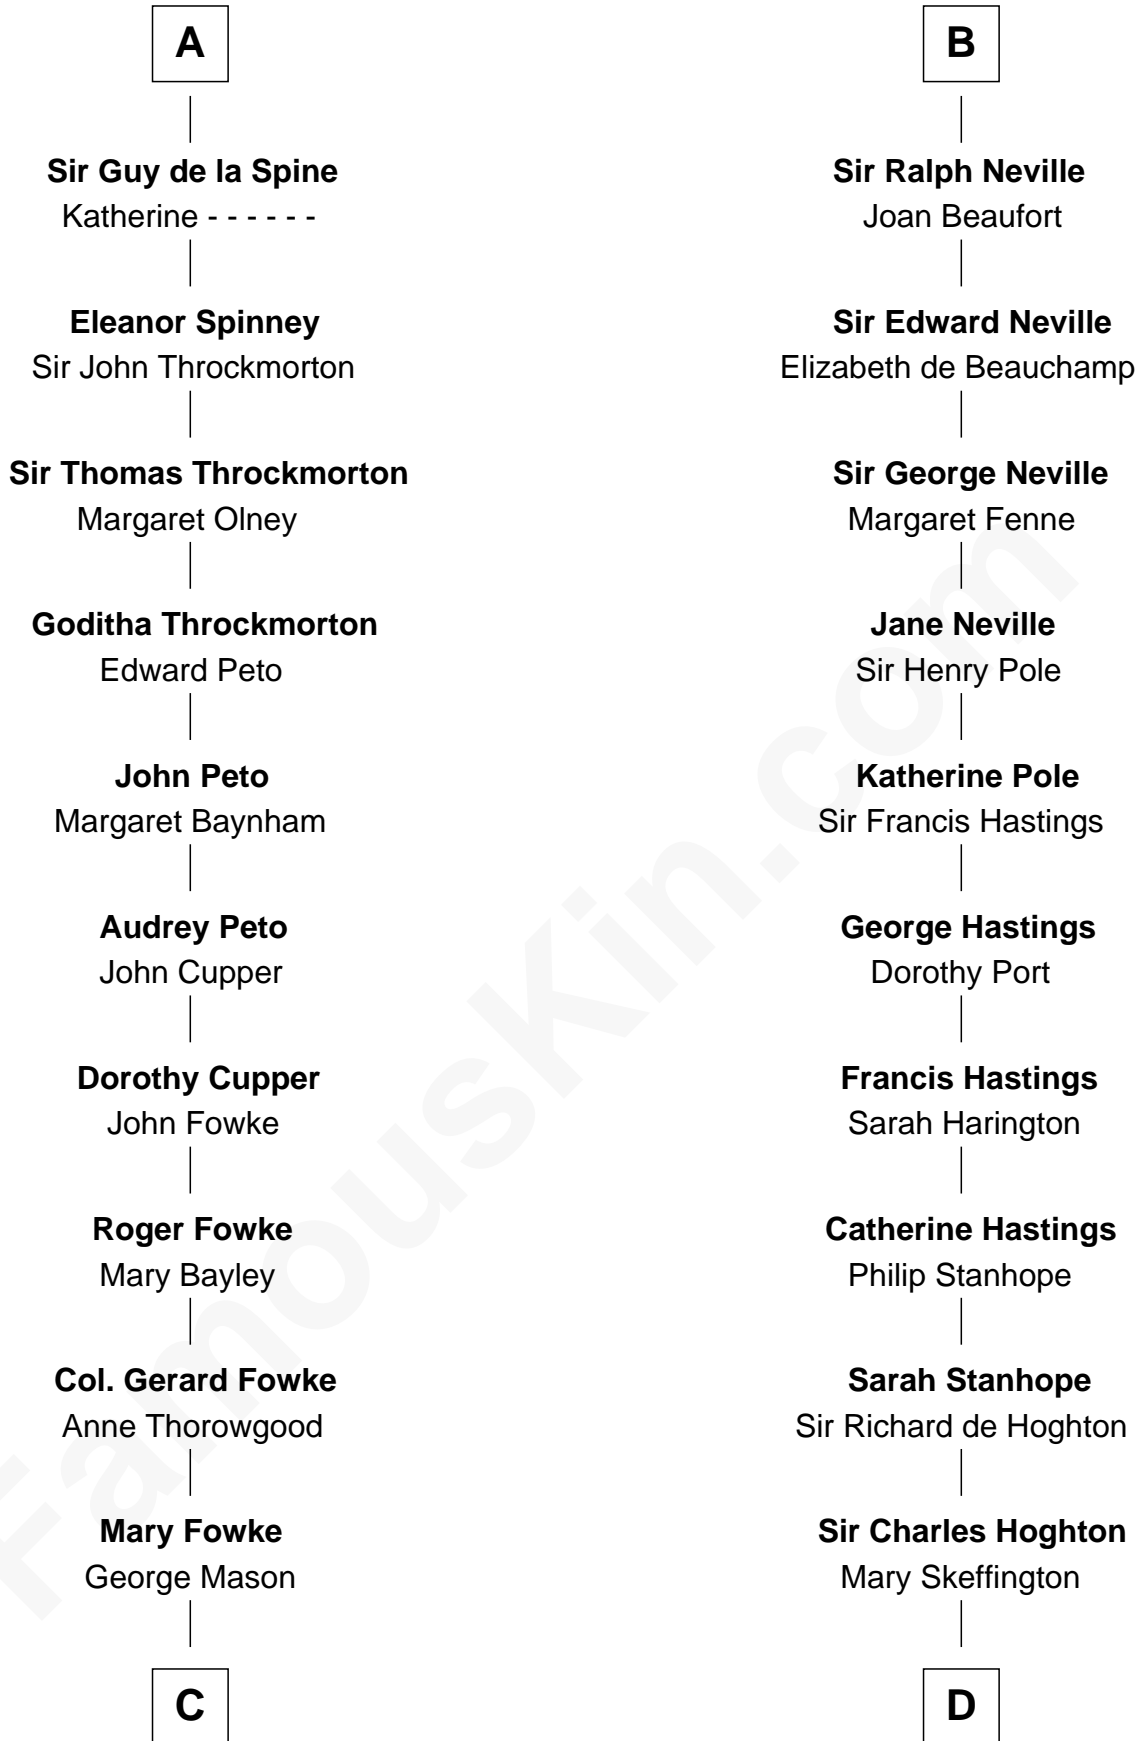 A
Sir Guy de la Spine
Katherine - - - - - -
Eleanor Spinney
Sir John Throckmorton
Sir Thomas Throckmorton
Margaret Olney
Goditha Throckmorton
Edward Peto
John Peto
Margaret Baynham
Audrey Peto
John Cupper
Dorothy Cupper
John Fowke
Roger Fowke
Mary Bayley
Col. Gerard Fowke
Anne Thorowgood
Mary Fowke
George Mason
C
B
Sir Ralph Neville
Joan Beaufort
Sir Edward Neville
Elizabeth de Beauchamp
Sir George Neville
Margaret Fenne
Jane Neville
Sir Henry Pole
Katherine Pole
Sir Francis Hastings
George Hastings
Dorothy Port
Francis Hastings
Sarah Harington
Catherine Hastings
Philip Stanhope
Sarah Stanhope
Sir Richard de Hoghton
Sir Charles Hoghton
Mary Skeffington
D
FamousKin.com